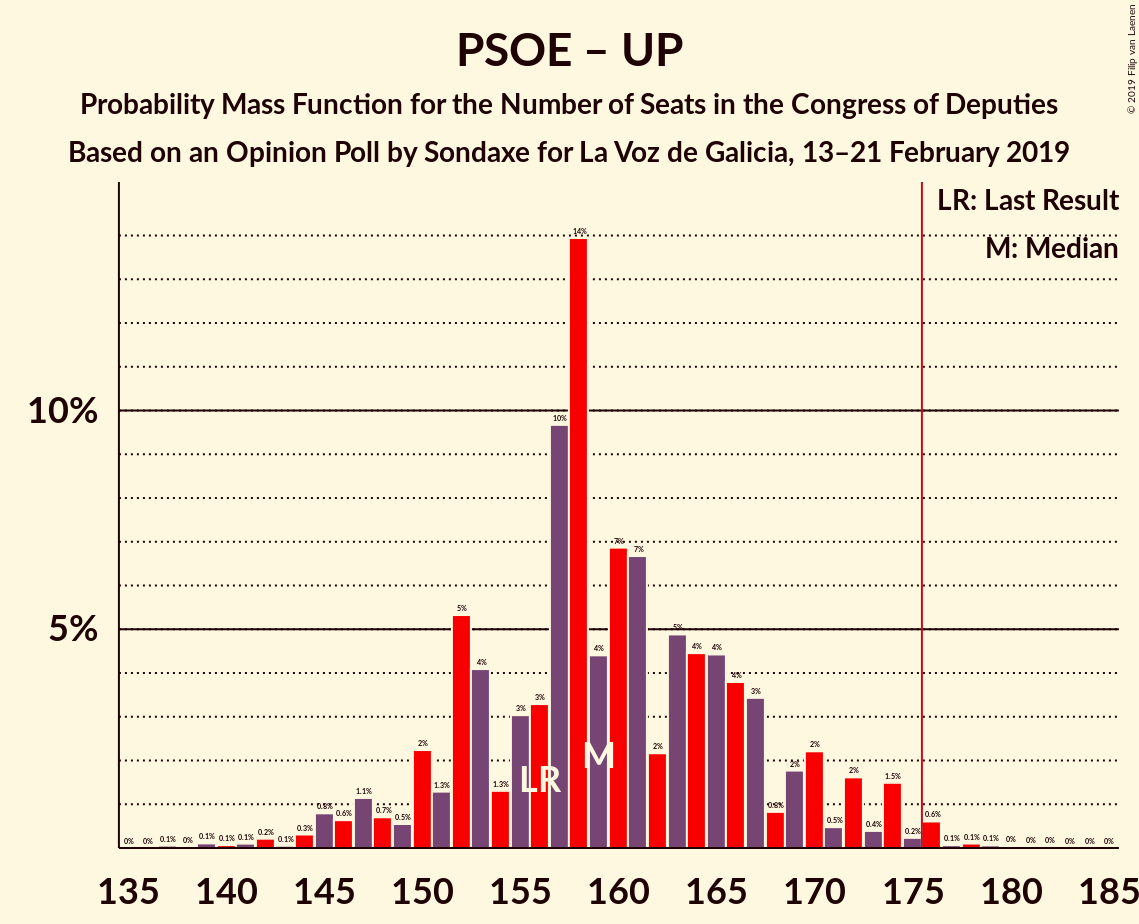 PSOE – UP
Probability Mass Function for the Number of Seats in the Congress of Deputies
Based on an Opinion Poll by Sondaxe for La Voz de Galicia, 13–21 February 2019
© 2019 Filip van Laenen
LR: Last Result
M: Median
10%
5%
0% 0% 0.1% 0% 0.1% 0.1% 0.1% 0.2% 0.1% 0.3% 0.8% 0.6% 1.1% 0.7% 0.5% 2% 1.3% 5% 4% 1.3% 3% 3% 10% 14% 4% 7% 7% 2% 5% 4% 4% 4% 3% 0.8% 2% 2% 0.5% 2% 0.4% 1.5% 0.2% 0.6% 0.1% 0.1% 0.1% 0% 0% 0% 0% 0% 0%
LR
M
135 140 145 150 155 160 165 170 175 180 185